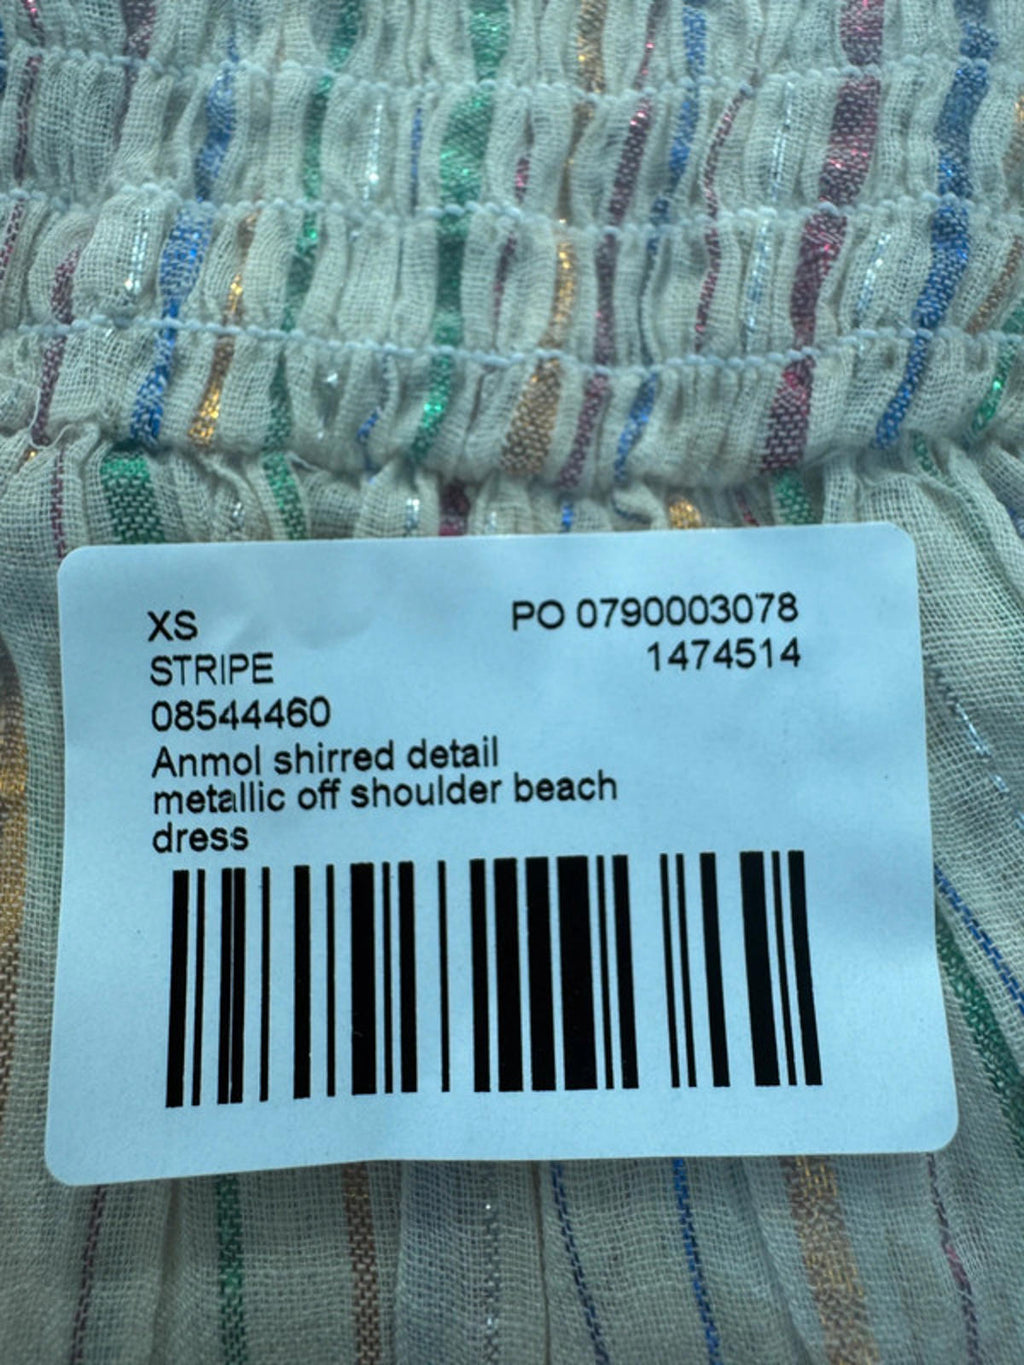 XS
PO 0790003078
STRIPE
1474514
08544460
Anmol shirred detail
metallic off shoulder beach
dress